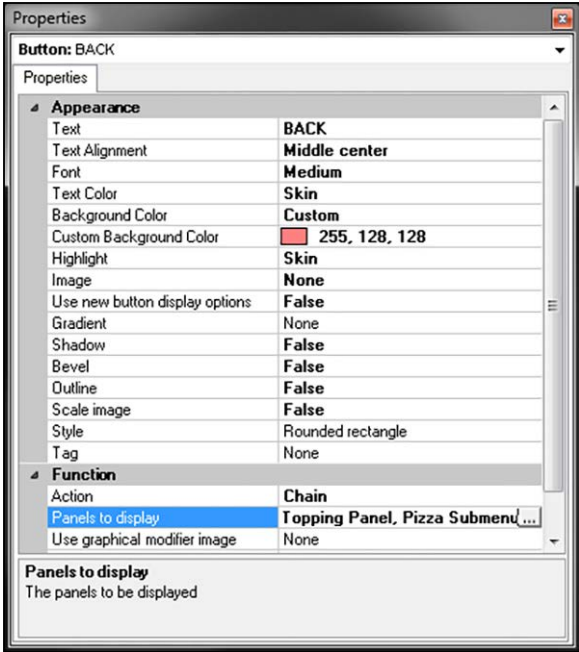 Properties
Button: BACK
Properties
Appearance
Text BACK
Text Alignment Middle center
Font Medium
Text Color Skin
Background Color Custom
Custom Background Color 255, 128, 128
Highlight Skin
Image None
Use new button display options False
Gradient None
Shadow False
Bevel False
Outline False
Scale image False
Style Rounded rectangle
Tag None
Function
Action Chain
Panels to display Topping Panel, Pizza Submenu ...
Use graphical modifier image None
Panels to display
The panels to be displayed